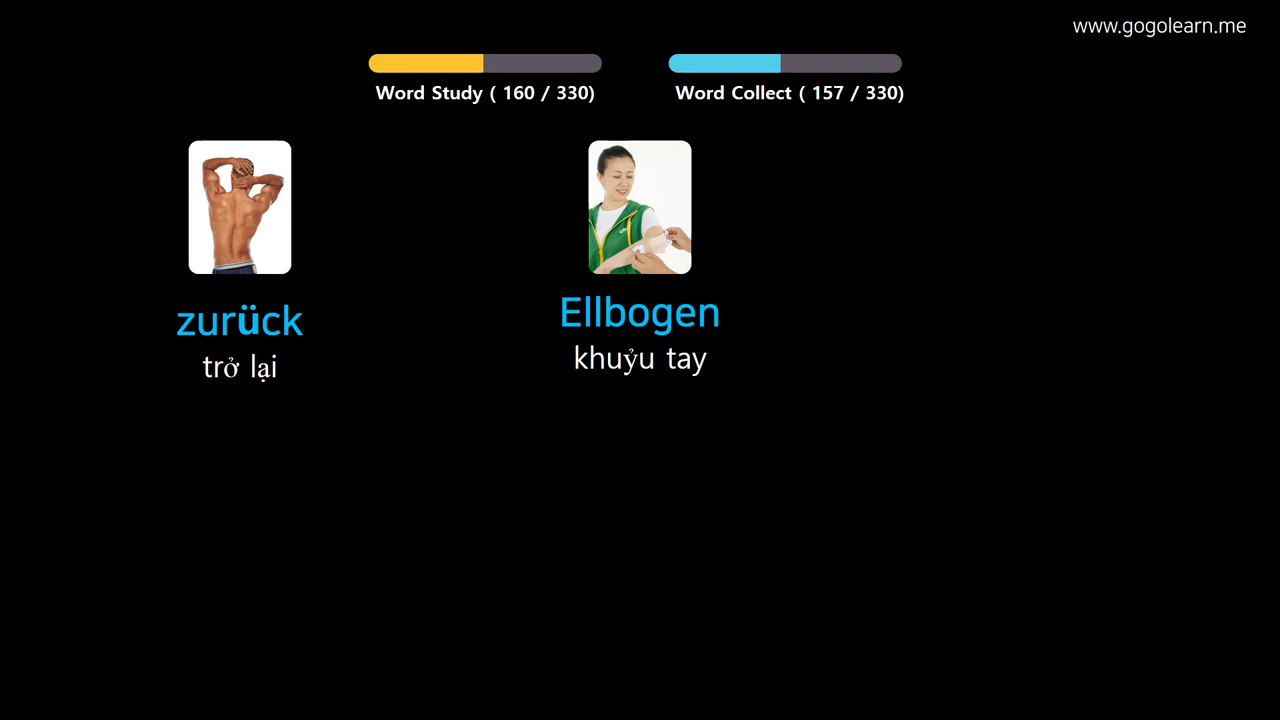 www.gogolearn.me
Word Study ( 160 / 330)
Word Collect ( 157 / 330)
zurück
trở lại
Ellbogen
khuỷu tay